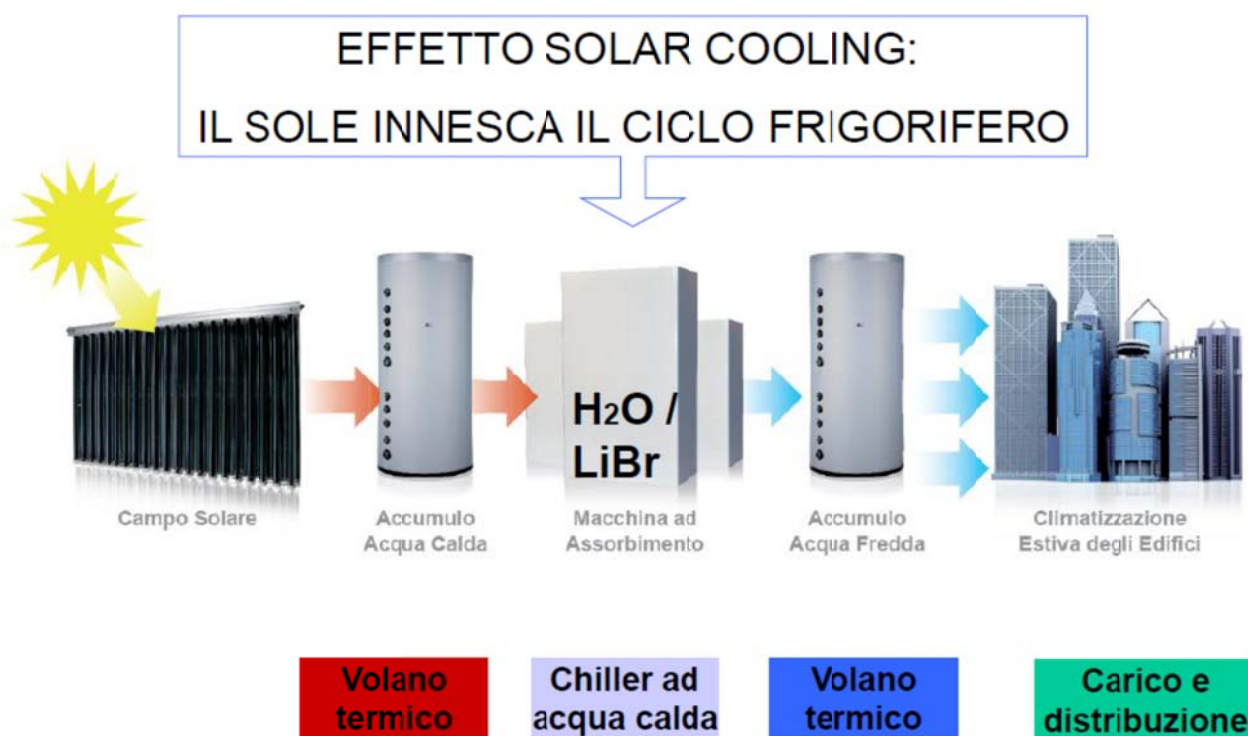 EFFETTO SOLAR COOLING:
IL SOLE INNESCA IL CICLO FRIGORIFERO
H2O /
LiBr
Campo Solare
Accumulo
Acqua Calda
Macchina ad
Assorbimento
Accumulo
Acqua Fredda
Climatizzazione
Estiva degli Edifici
Volano
termico
Chiller ad
acqua calda
Volano
termico
Carico e
distribuzione